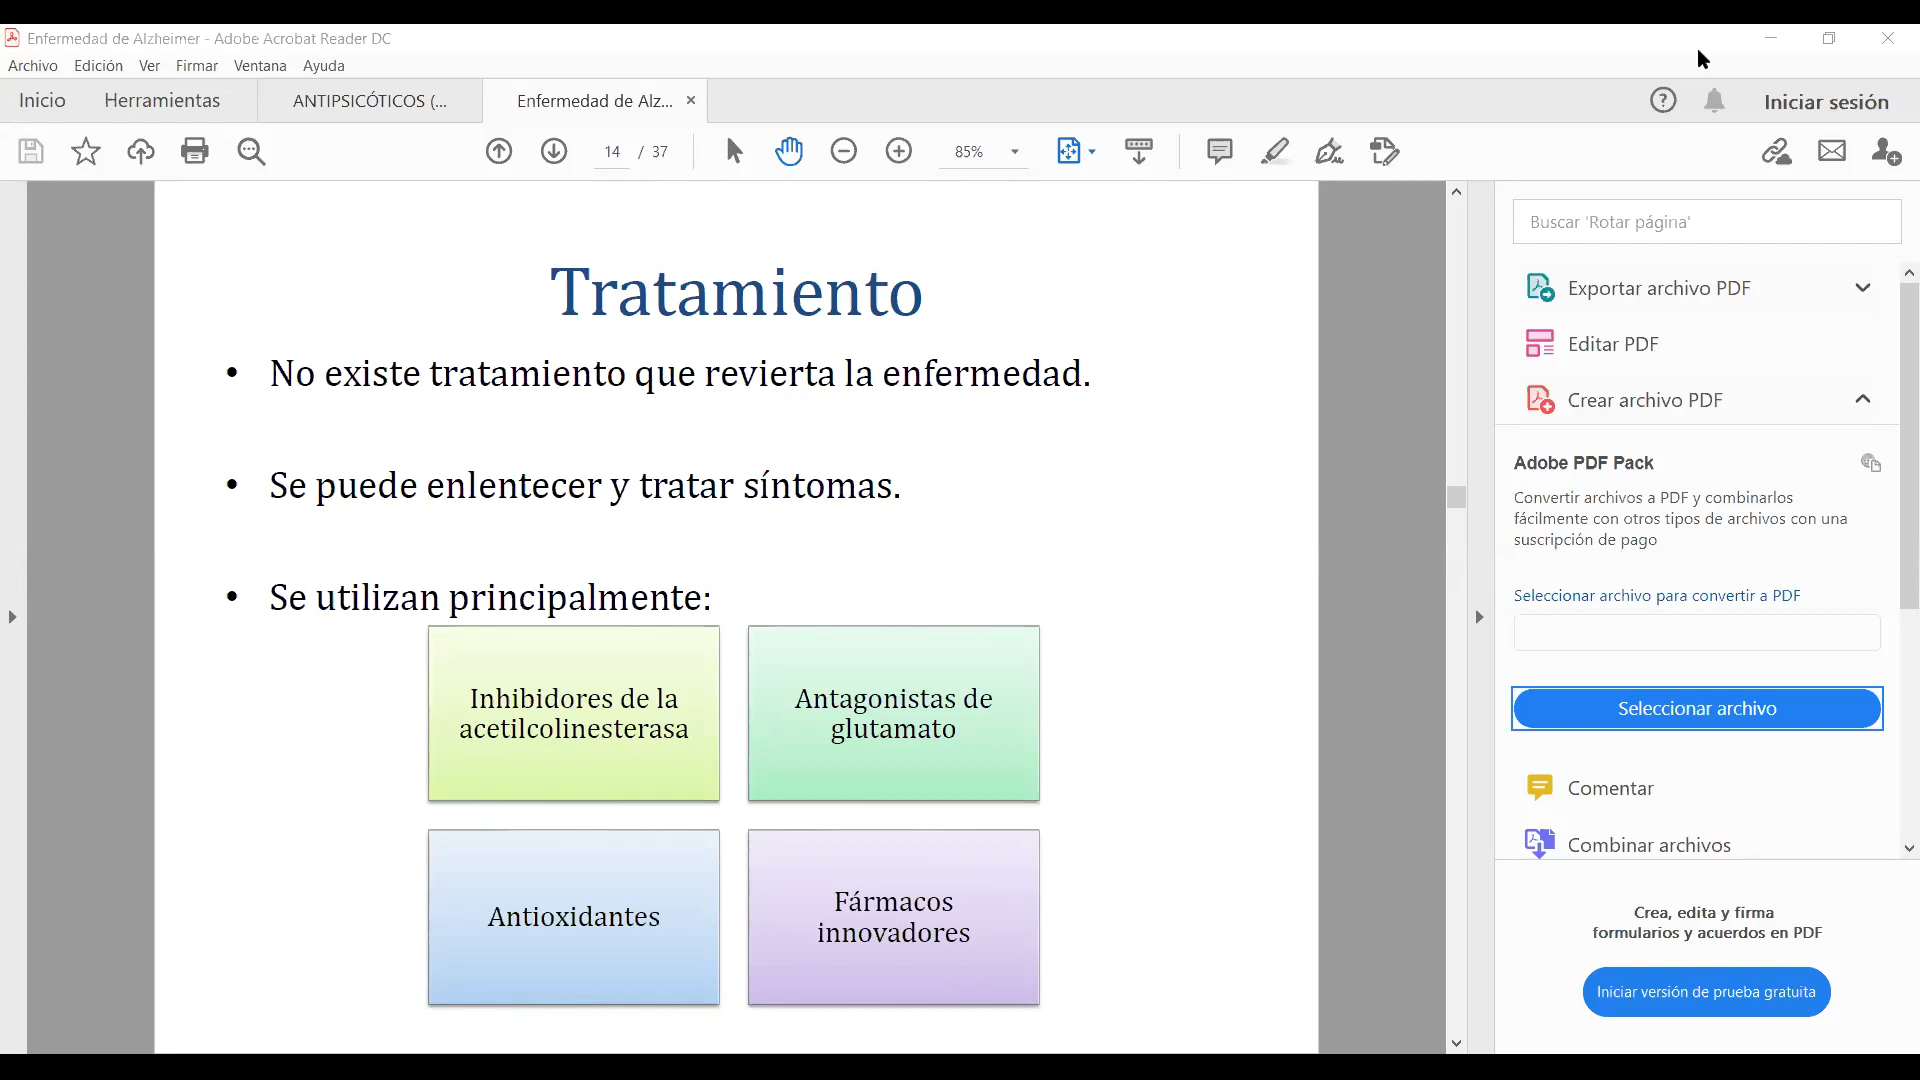 Enfermedad de Alzheimer - Adobe Acrobat Reader DC
Archivo Edición Ver Firmar Ventana Ayuda
Inicio Herramientas ANTIPSICÓTICOS (... Enfermedad de Alz... × Iniciar sesión
14 / 37 85%
Tratamiento
• No existe tratamiento que revierta la enfermedad.
• Se puede enlentecer y tratar síntomas.
• Se utilizan principalmente:
Inhibidores de la
acetilcolinesterasa
Antagonistas de
glutamato
Antioxidantes
Fármacos
innovadores
Buscar 'Rotar página'
Exportar archivo PDF
Editar PDF
Crear archivo PDF
Adobe PDF Pack
Convertir archivos a PDF y combinarlos
fácilmente con otros tipos de archivos con una
suscripción de pago
Seleccionar archivo para convertir a PDF
Seleccionar archivo
Comentar
Combinar archivos
Crea, edita y firma
formularios y acuerdos en PDF
Iniciar versión de prueba gratuita